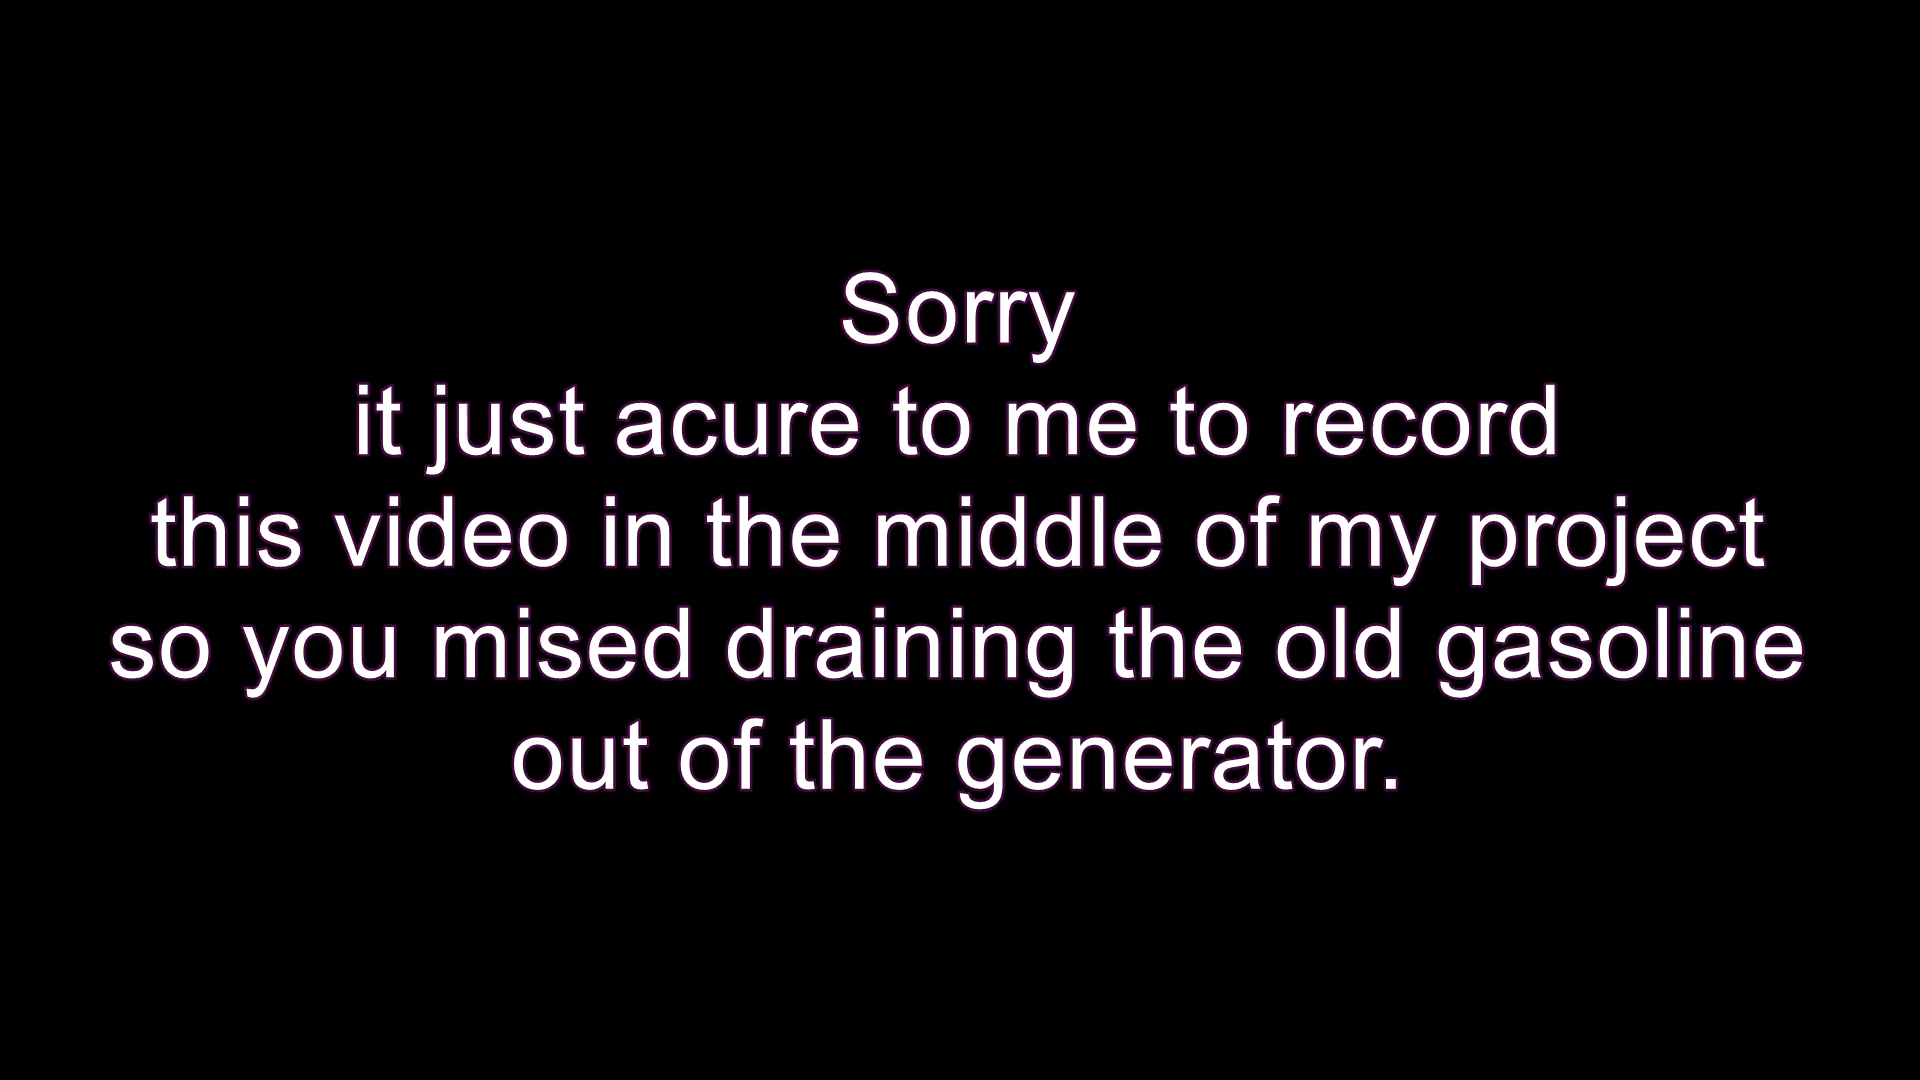 Sorry
it just acure to me to record
this video in the middle of my project
so you mised draining the old gasoline
out of the generator.